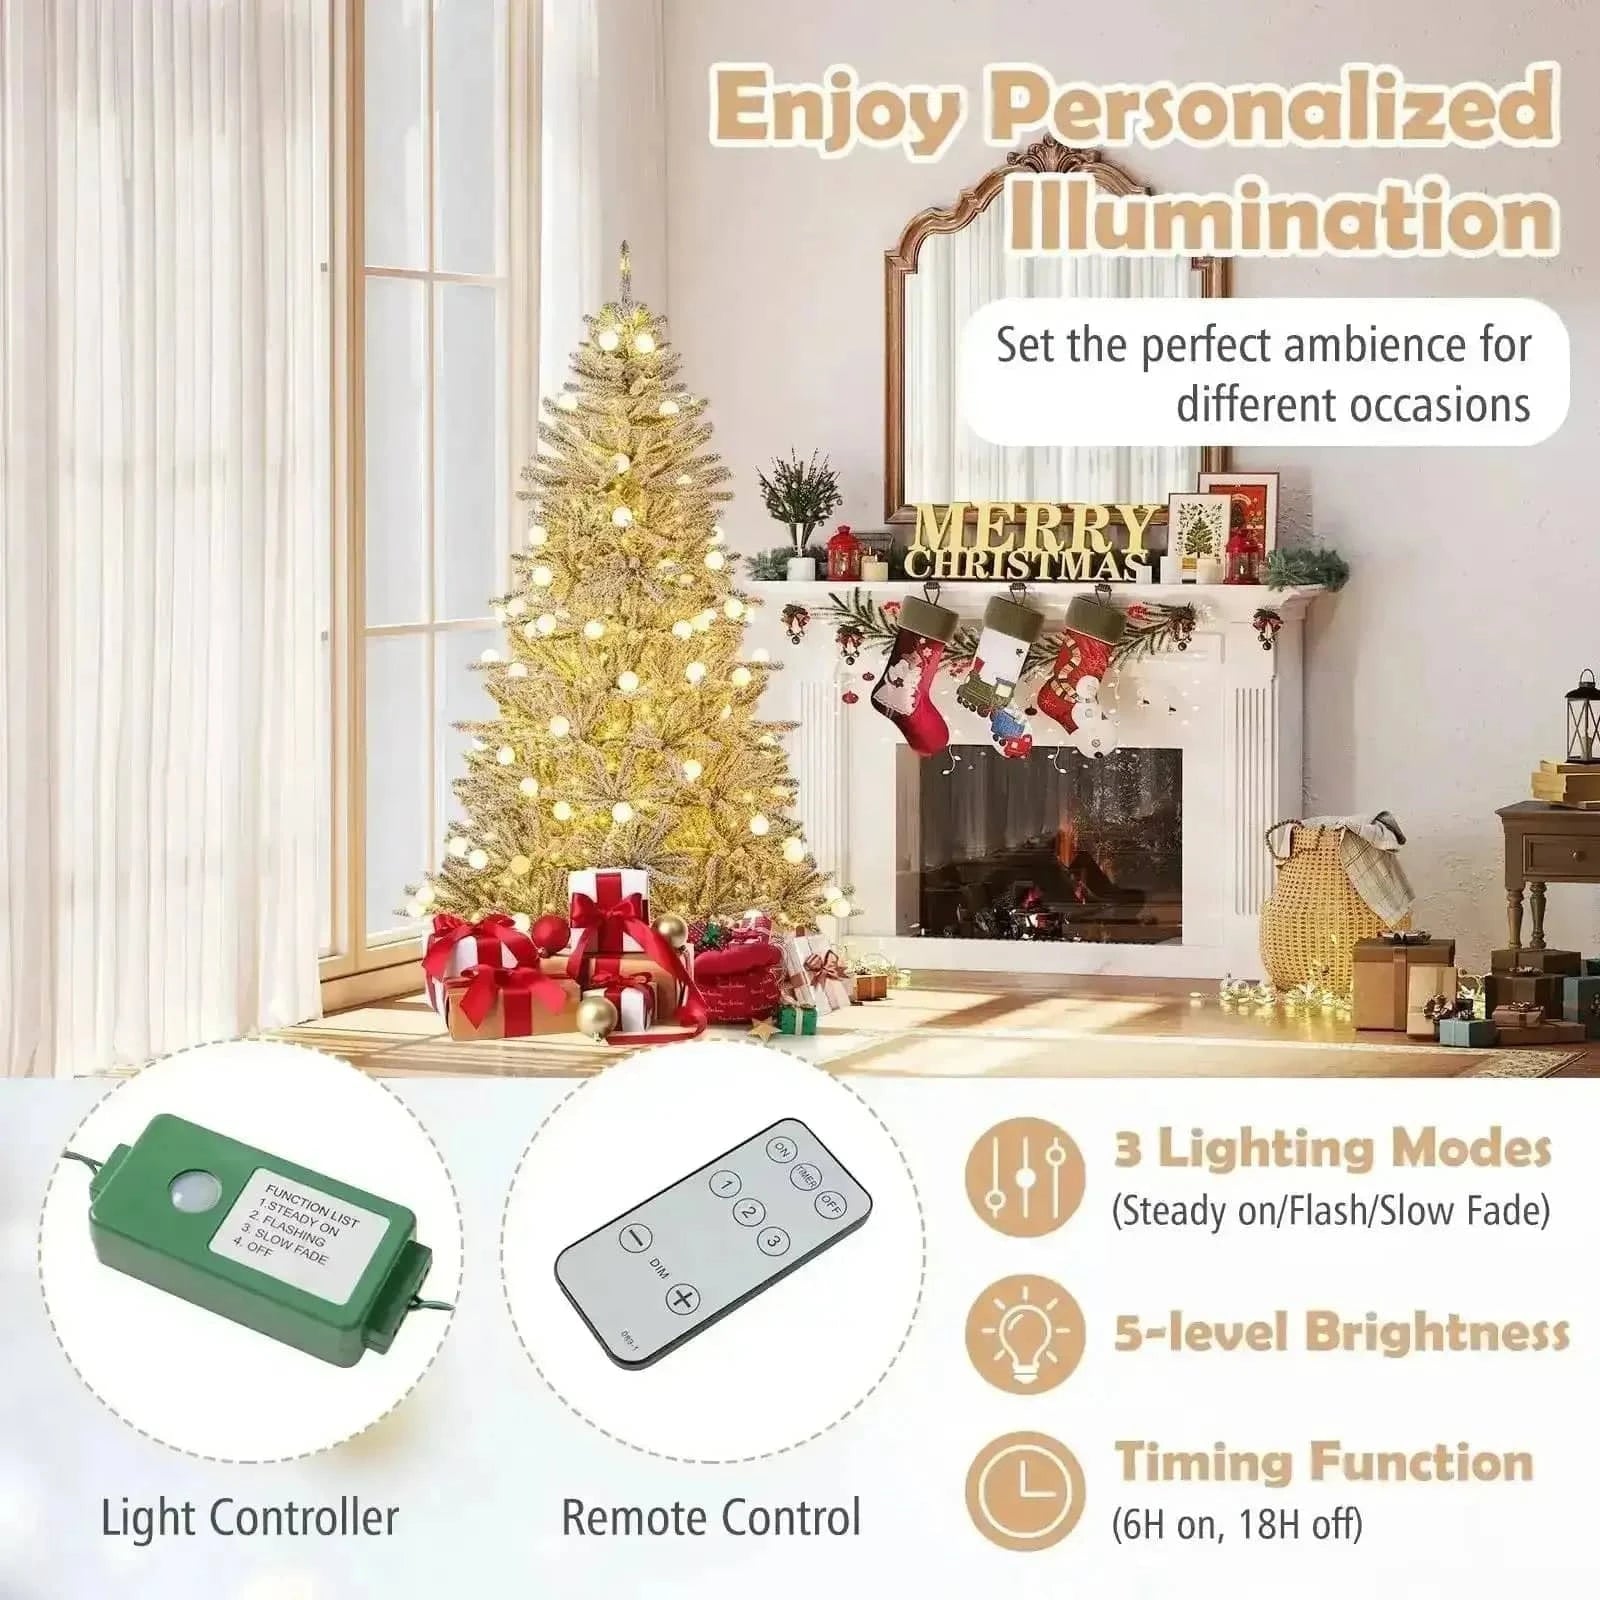 Enjoy Personalized
Illumination
Set the perfect ambience for
different occasions
MERRY
CHRISTMAS
FUNCTION LIST
1.STEADY ON
2. FLASHING
3. SLOW FADE
4. OFF
ON
TIMER
OFF
1
2
3
−
DIM
+
Light Controller
Remote Control
3 Lighting Modes
(Steady on/Flash/Slow Fade)
5-level Brightness
Timing Function
(6H on, 18H off)